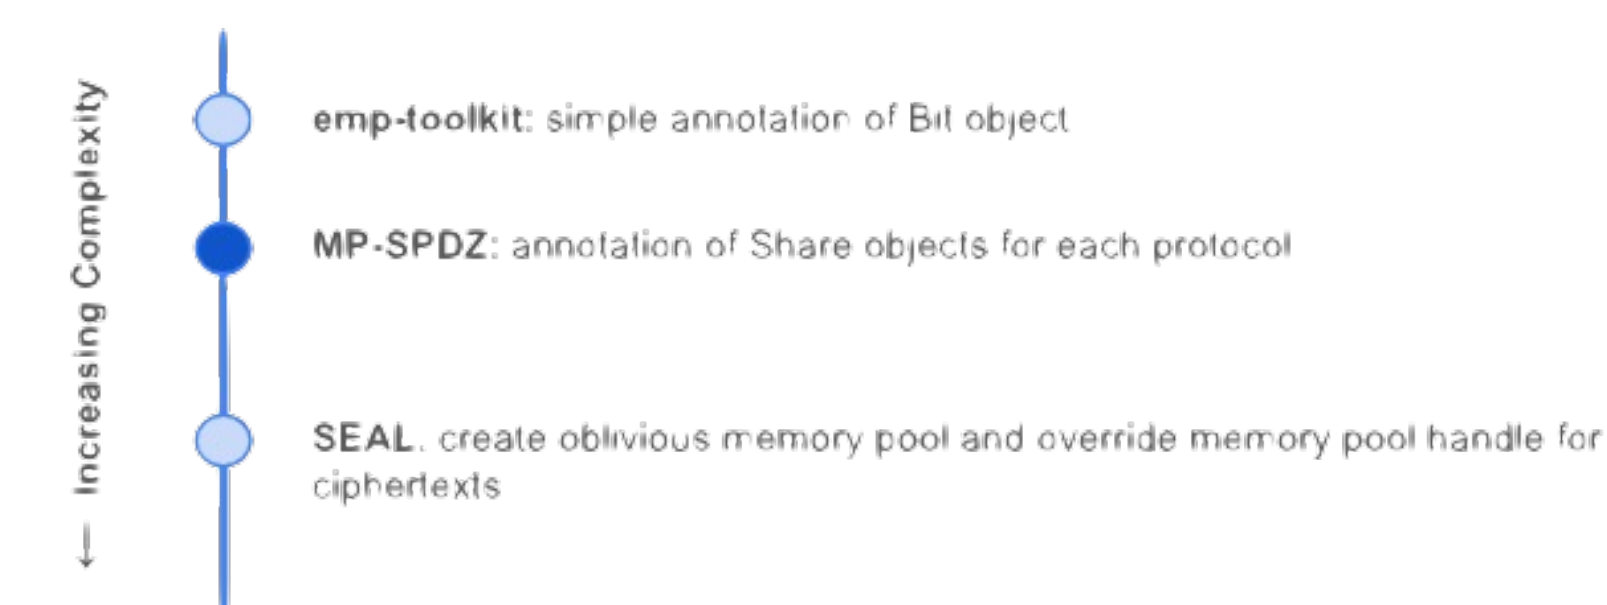 ← Increasing Complexity
emp-toolkit: simple annotation of Bit object
MP-SPDZ: annotation of Share objects for each protocol
SEAL: create oblivious memory pool and override memory pool handle for
ciphertexts